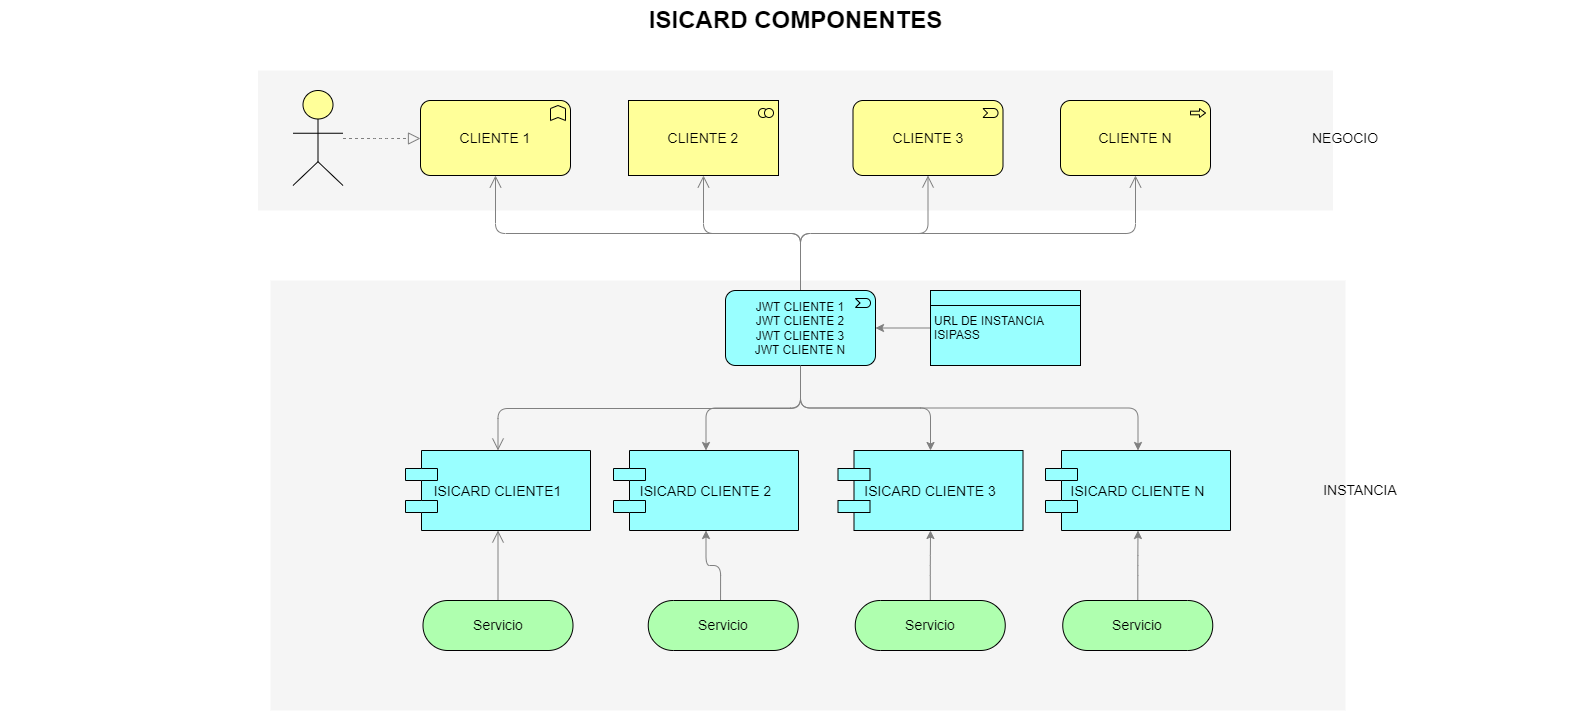 ISICARD COMPONENTES
CLIENTE 1
CLIENTE 2
CLIENTE 3
CLIENTE N
NEGOCIO
JWT CLIENTE 1
JWT CLIENTE 2
JWT CLIENTE 3
JWT CLIENTE N
URL DE INSTANCIA
ISIPASS
ISICARD CLIENTE1
ISICARD CLIENTE 2
ISICARD CLIENTE 3
ISICARD CLIENTE N
INSTANCIA
Servicio
Servicio
Servicio
Servicio